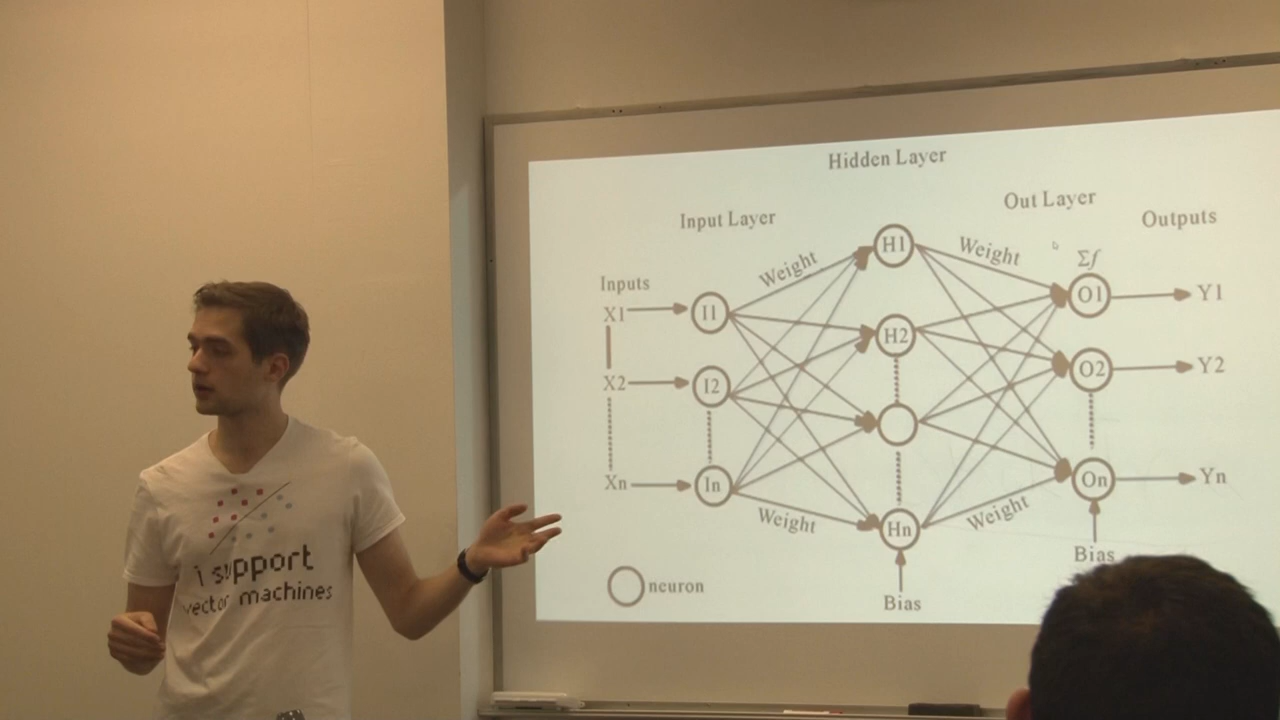 Hidden Layer
Input Layer
Out Layer
Outputs
Weight
Weight
Σf
Inputs
X1
I1
H1
O1
Y1
X2
I2
H2
O2
Y2
Xn
In
Hn
On
Yn
Weight
Weight
Bias
Bias
neuron
i support
vector machines